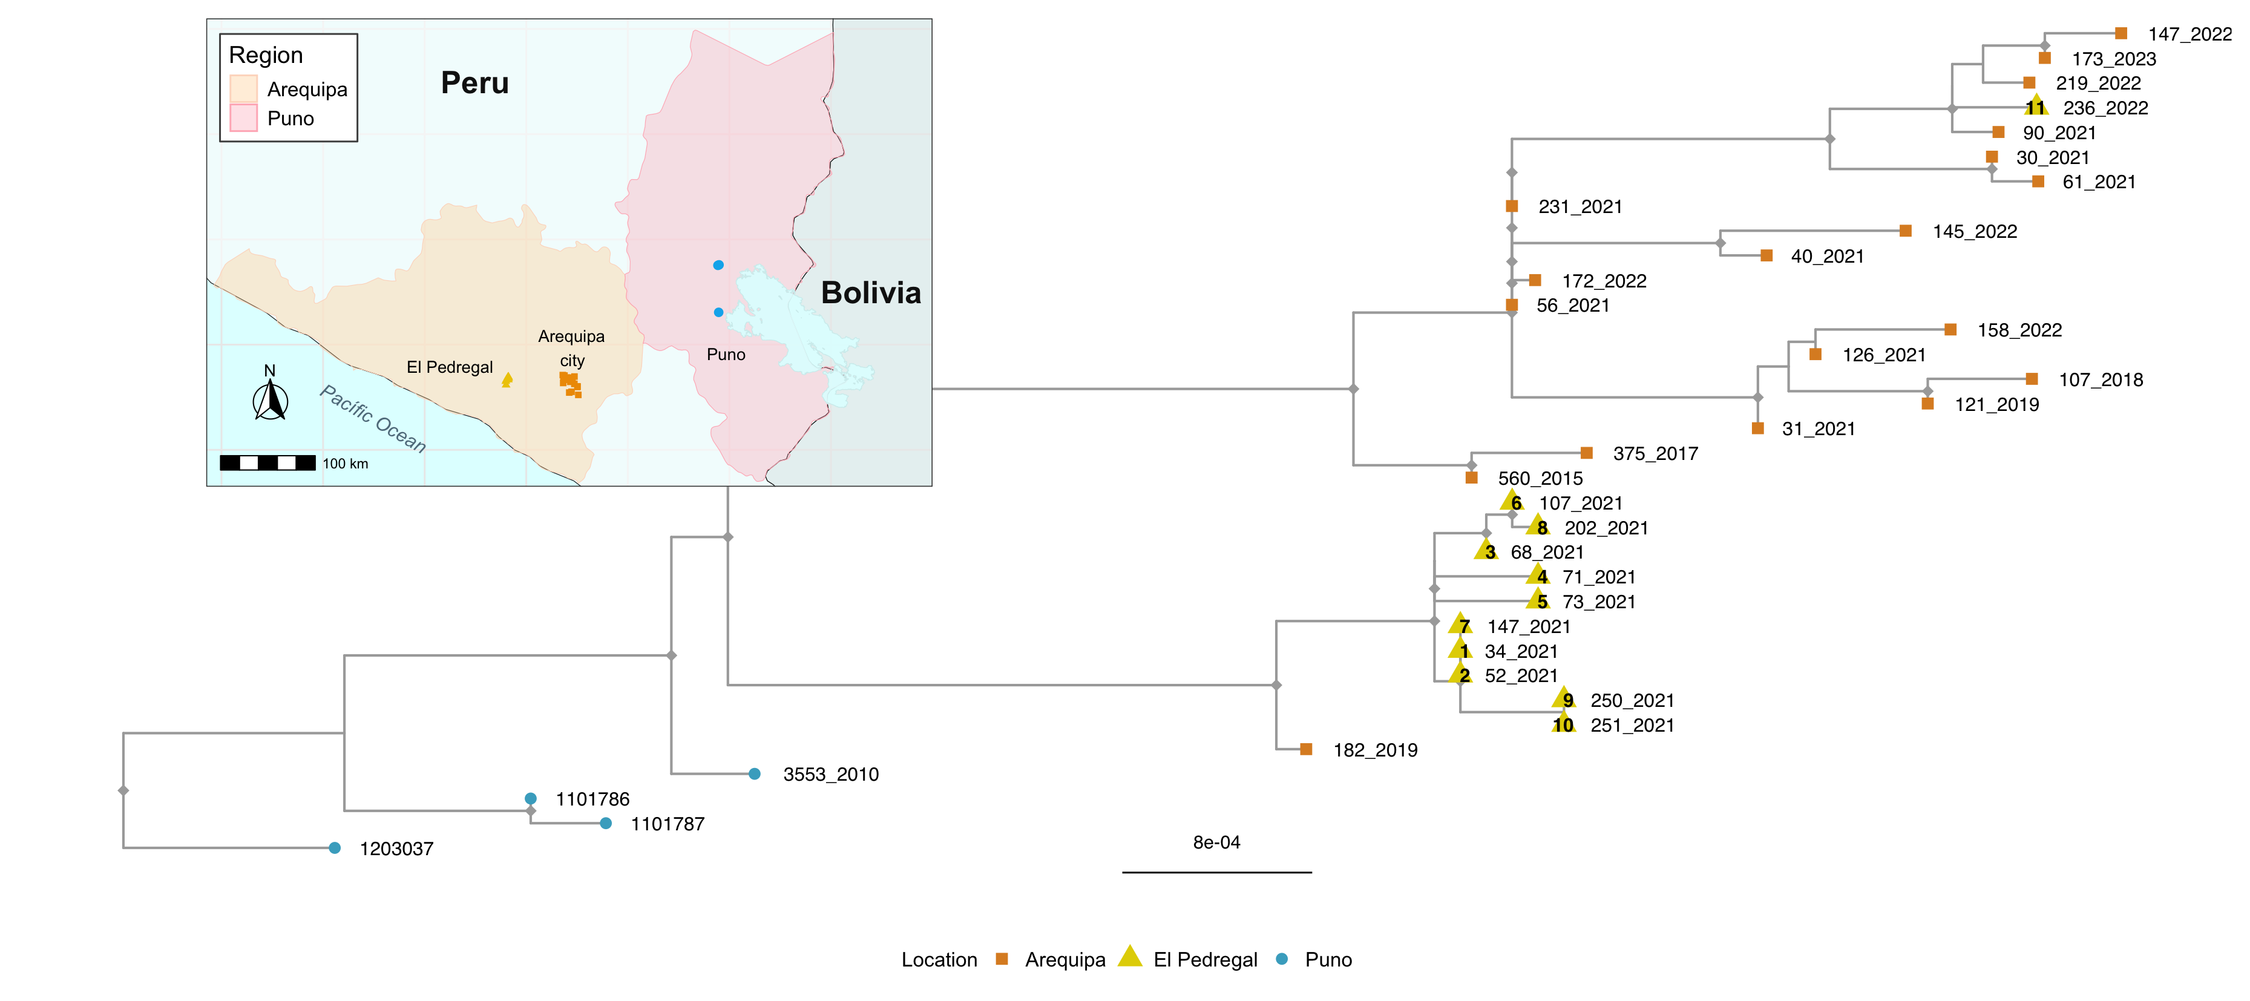 Region
Arequipa
Puno
Peru
Bolivia
Arequipa
city
El Pedregal
Puno
N
Pacific Ocean
100 km
147_2022
173_2023
219_2022
11 236_2022
90_2021
30_2021
61_2021
231_2021
145_2022
40_2021
172_2022
56_2021
158_2022
126_2021
107_2018
121_2019
31_2021
375_2017
560_2015
6 107_2021
8 202_2021
3 68_2021
4 71_2021
5 73_2021
7 147_2021
1 34_2021
2 52_2021
9 250_2021
10 251_2021
182_2019
3553_2010
1101786
1101787
1203037
8e-04
Location Arequipa El Pedregal Puno